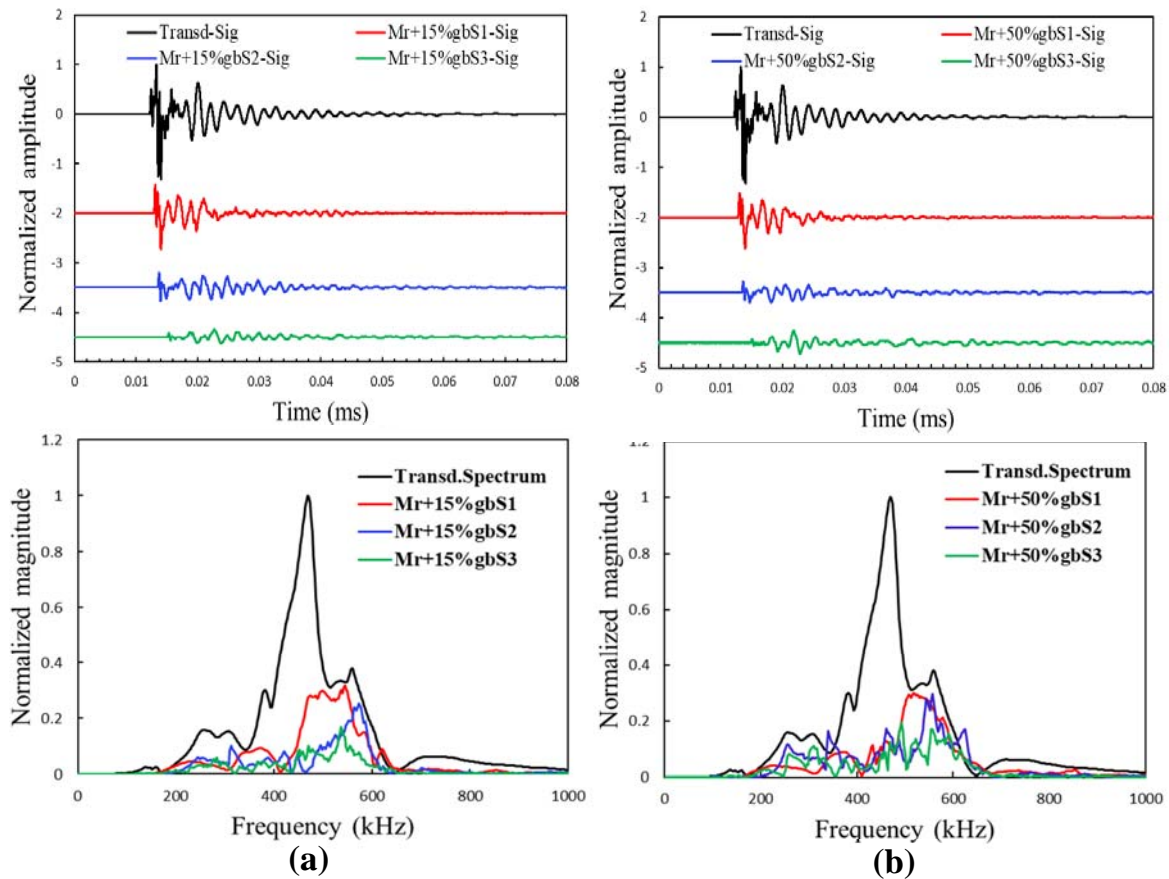 Transd-Sig
Mr+15%gbS1-Sig
Mr+15%gbS2-Sig
Mr+15%gbS3-Sig
2
1
0
-1
-2
-3
-4
-5
Normalized amplitude
0
0.01
0.02
0.03
0.04
0.05
0.06
0.07
0.08
Time (ms)
Transd-Sig
Mr+50%gbS1-Sig
Mr+50%gbS2-Sig
Mr+50%gbS3-Sig
2
1
0
-1
-2
-3
-4
-5
Normalized amplitude
0
0.01
0.02
0.03
0.04
0.05
0.06
0.07
0.08
Time (ms)
1.2
1
0.8
0.6
0.4
0.2
0
Normalized magnitude
Transd.Spectrum
Mr+15%gbS1
Mr+15%gbS2
Mr+15%gbS3
0
200
400
600
800
1000
Frequency (kHz)
(a)
1.2
1
0.8
0.6
0.4
0.2
0
Normalized magnitude
Transd.Spectrum
Mr+50%gbS1
Mr+50%gbS2
Mr+50%gbS3
0
200
400
600
800
1000
Frequency (kHz)
(b)